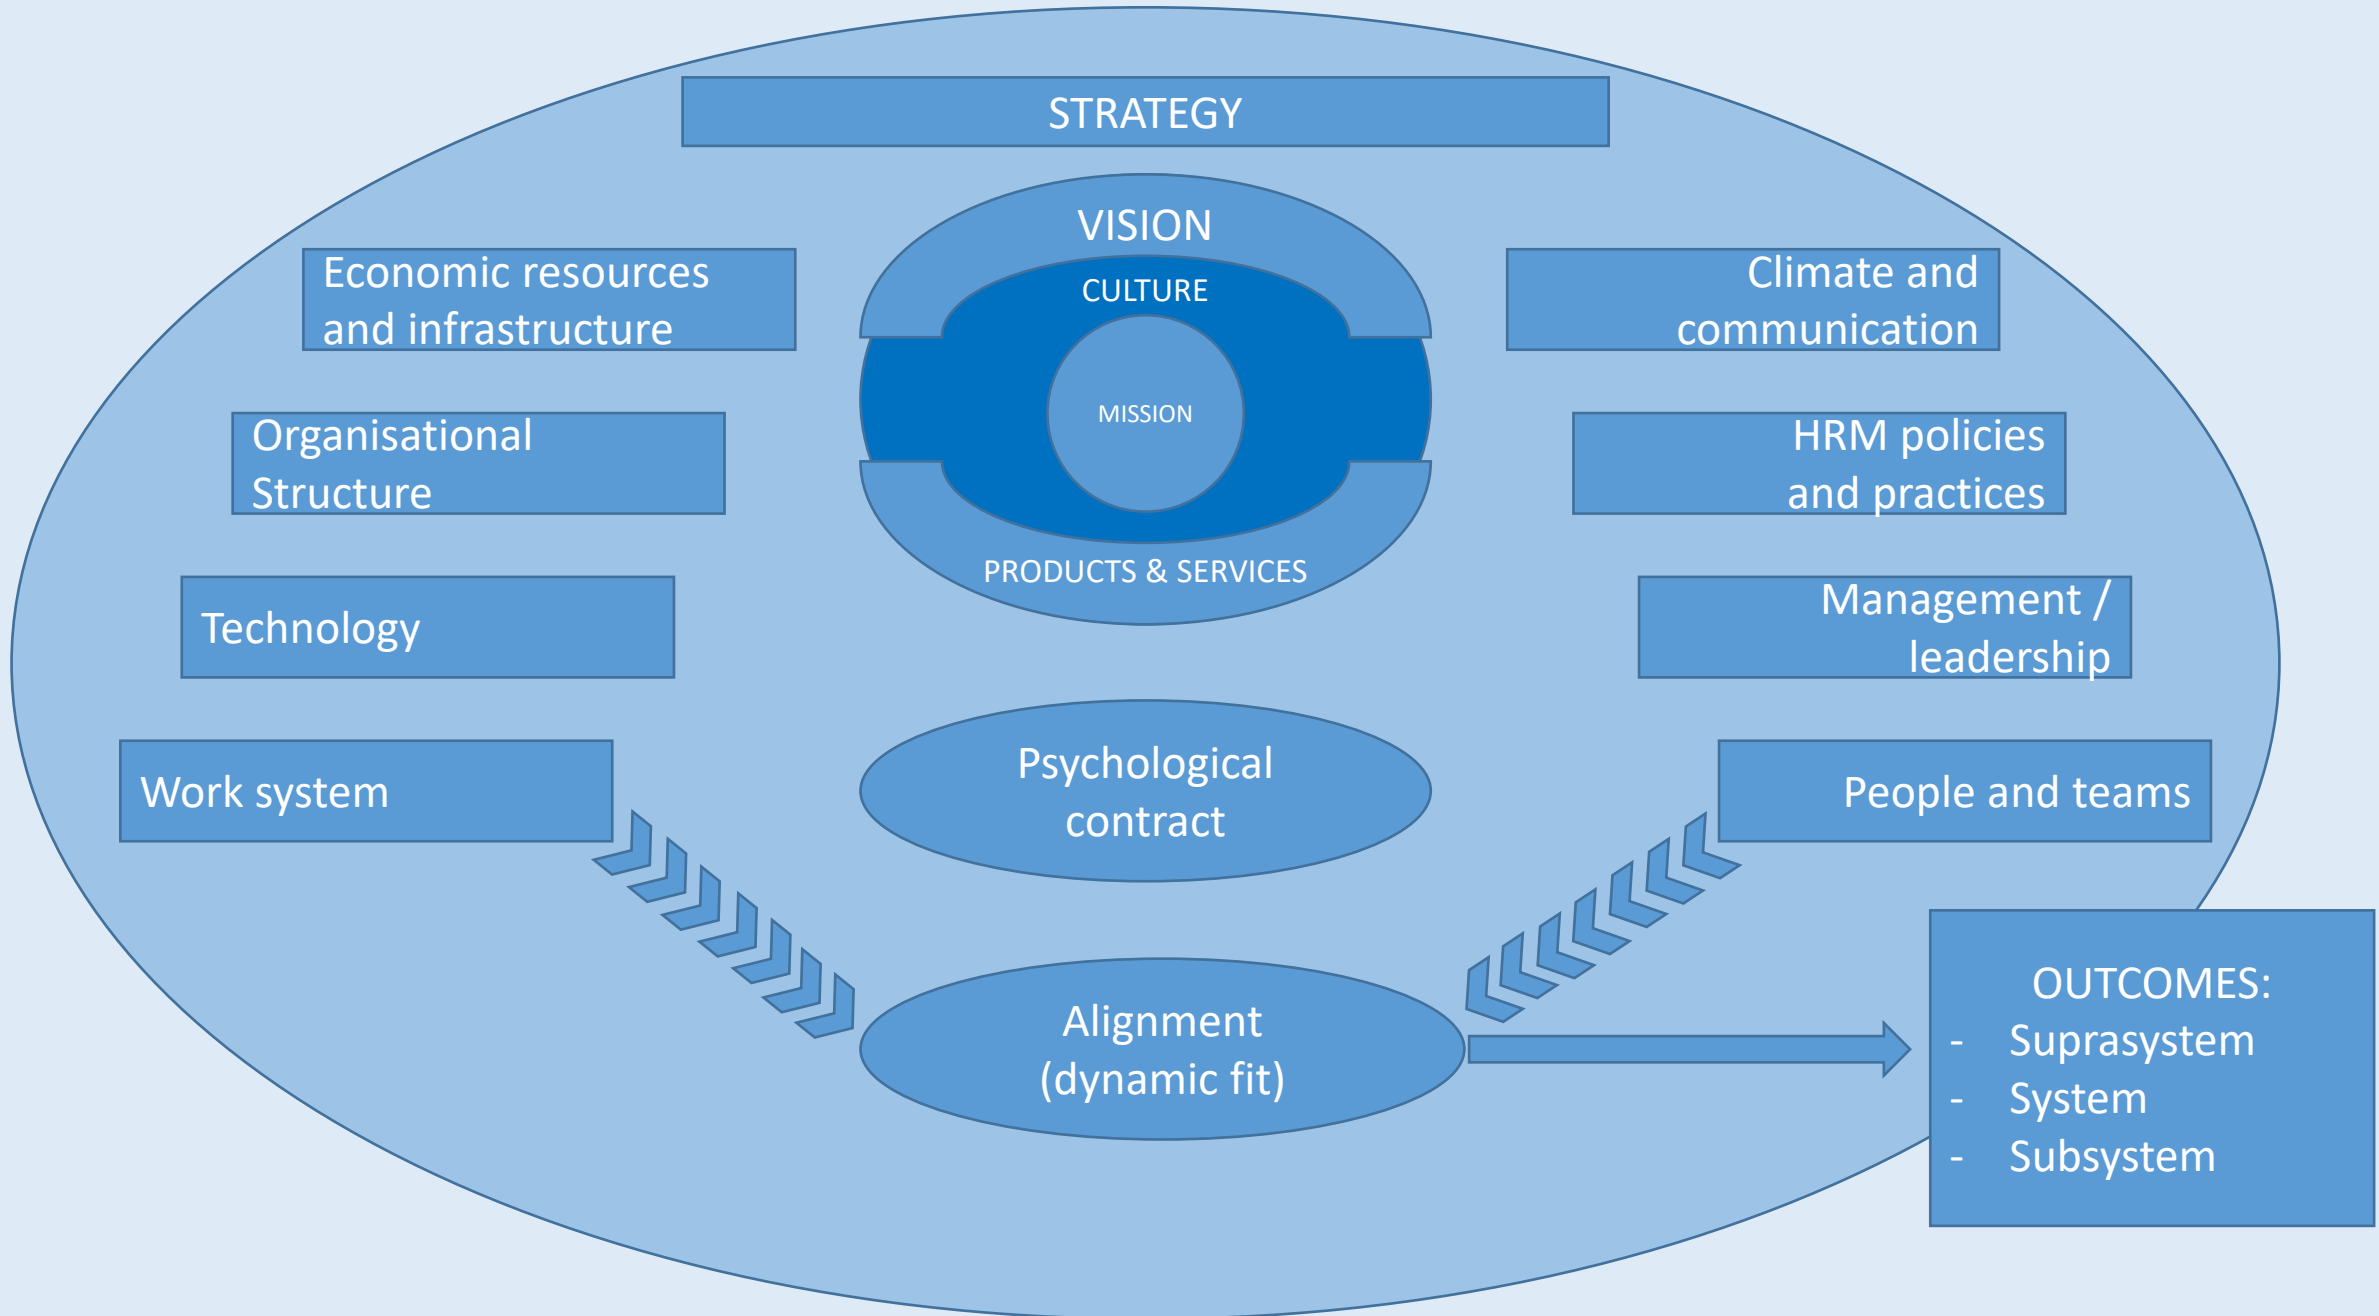 STRATEGY
VISION
CULTURE
MISSION
PRODUCTS & SERVICES
Economic resources
and infrastructure
Organisational
Structure
Technology
Work system
Climate and
communication
HRM policies
and practices
Management /
leadership
People and teams
Psychological
contract
Alignment
(dynamic fit)
OUTCOMES:
- Suprasystem
- System
- Subsystem